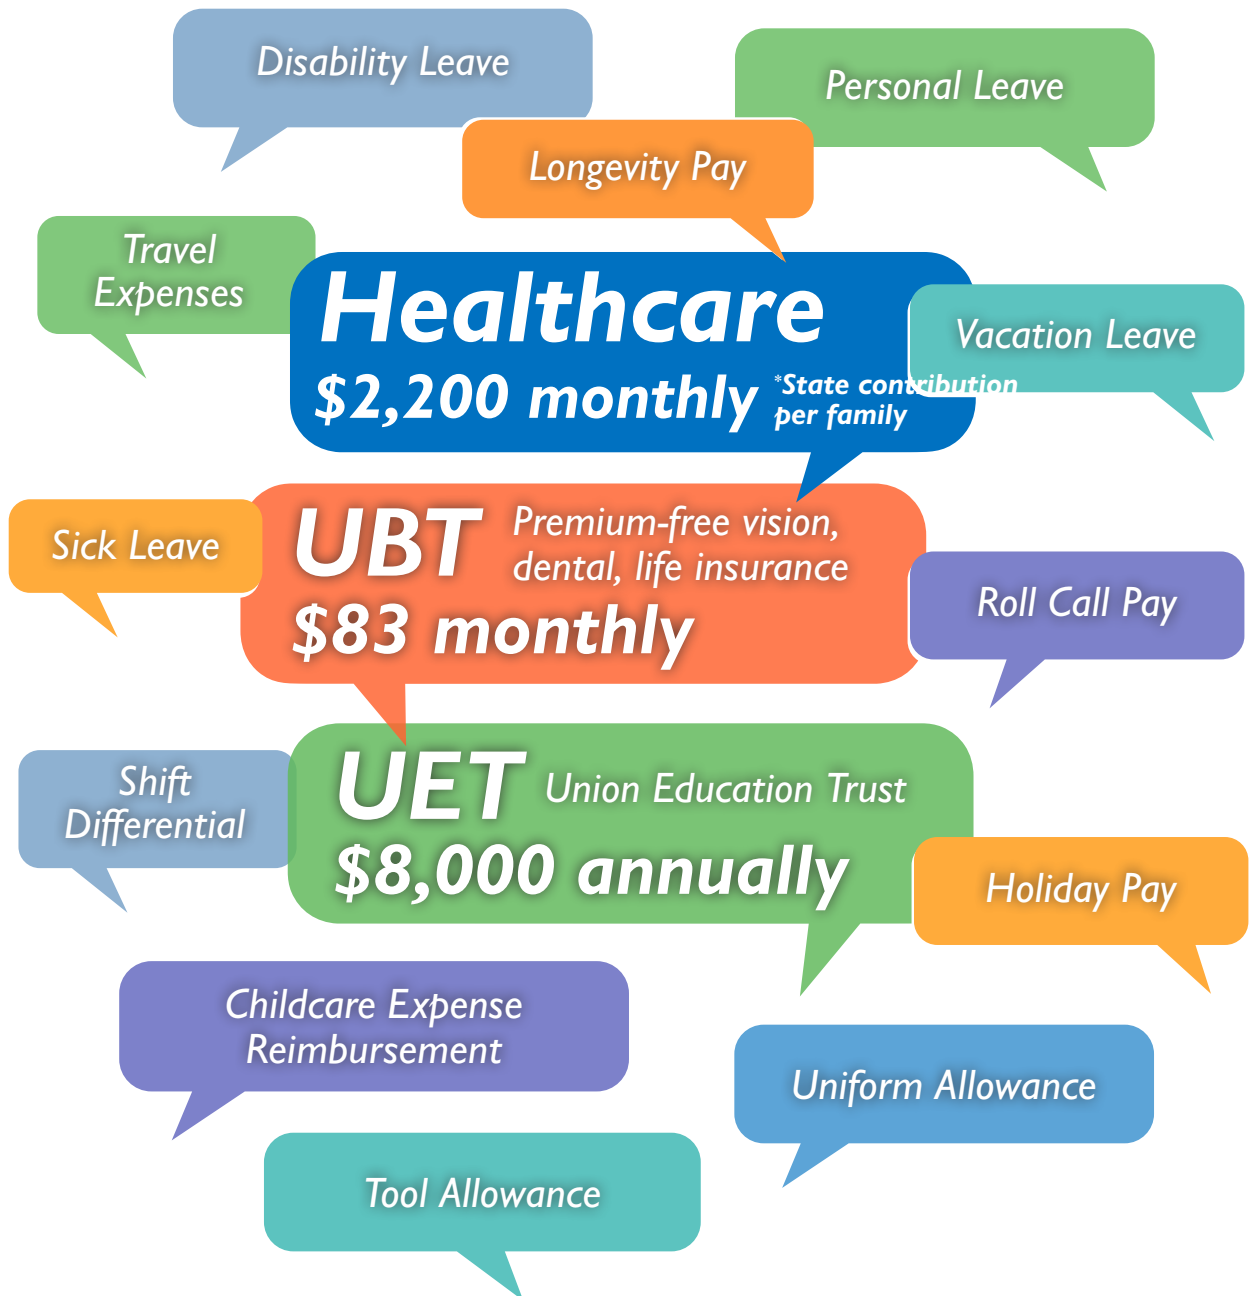 Disability Leave
Personal Leave
Longevity Pay
Travel
Expenses
Healthcare
$2,200 monthly
*State contribution
per family
Vacation Leave
Sick Leave
UBT
Premium-free vision,
dental, life insurance
$83 monthly
Roll Call Pay
Shift
Differential
UET
Union Education Trust
$8,000 annually
Holiday Pay
Childcare Expense
Reimbursement
Uniform Allowance
Tool Allowance